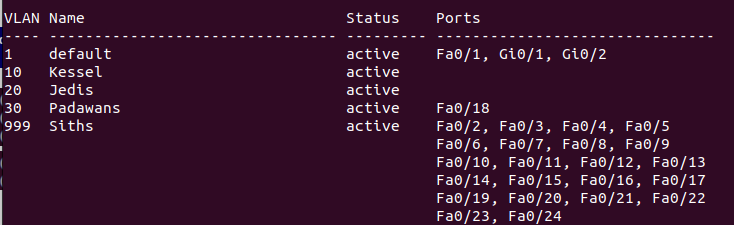 VLAN Name                             Status    Ports
---- -------------------------------- --------- -------------------------------
1    default                          active    Fa0/1, Gi0/1, Gi0/2
10   Kessel                           active
20   Jedis                            active
30   Padawans                         active    Fa0/18
999  Siths                            active    Fa0/2, Fa0/3, Fa0/4, Fa0/5
                                                Fa0/6, Fa0/7, Fa0/8, Fa0/9
                                                Fa0/10, Fa0/11, Fa0/12, Fa0/13
                                                Fa0/14, Fa0/15, Fa0/16, Fa0/17
                                                Fa0/19, Fa0/20, Fa0/21, Fa0/22
                                                Fa0/23, Fa0/24